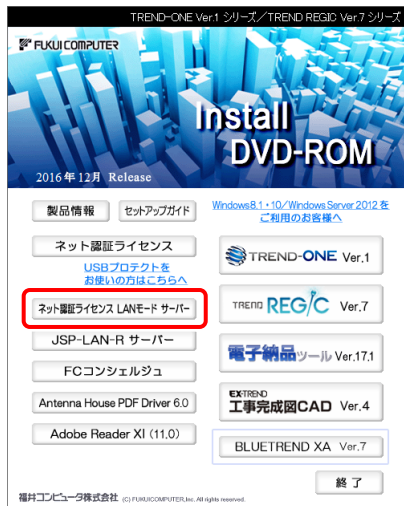 TREND-ONE Ver.1 シリーズ／TREND REGIC Ver.7 シリーズ
FUKUI COMPUTER
Install
DVD-ROM
2016年12月 Release
製品情報
セットアップガイド
Windows8.1・10／Windows Server 2012 を
ご利用のお客様へ
ネット認証ライセンス
USBプロテクトを
お使いの方はこちらへ
ネット認証ライセンス LANモード サーバー
JSP-LAN-R サーバー
FCコンシェルジュ
Antenna House PDF Driver 6.0
Adobe Reader XI (11.0)
TREND-ONE Ver.1
TREND REGIC Ver.7
電子納品ツール Ver.17.1
EX-TREND
工事完成図CAD Ver.4
BLUETREND XA Ver.7
終了
福井コンピュータ株式会社 (C) FUKUICOMPUTER,Inc. All rights reserved.